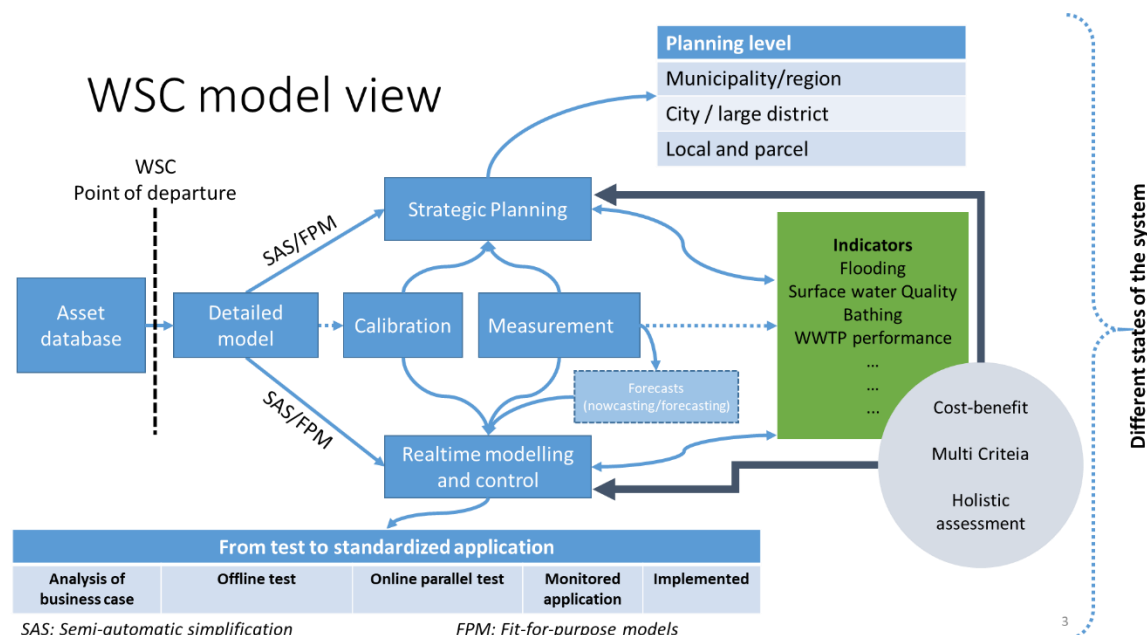 WSC model view
Planning level
Municipality/region
City / large district
Local and parcel
WSC
Point of departure
SAS/FPM
Strategic Planning
Asset
database
Detailed
model
Calibration
Measurement
Indicators
Flooding
Surface water Quality
Bathing
WWTP performance
...
...
...
Forecasts
(nowcasting/forecasting)
SAS/FPM
Realtime modelling
and control
Cost-benefit
Multi Criteia
Holistic
assessment
Different states of the system
From test to standardized application
Analysis of
business case
Offline test
Online parallel test
Monitored
application
Implemented
SAS: Semi-automatic simplification
FPM: Fit-for-purpose models
3